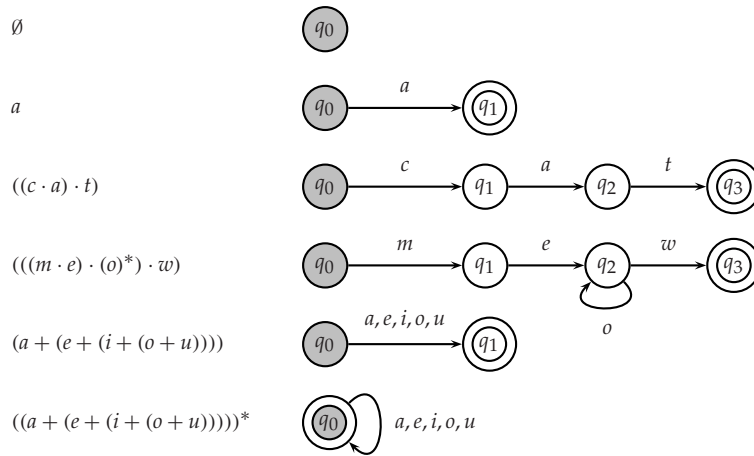 ∅ q0
a q0 a q1
((c · a) · t) q0 c q1 a q2 t q3
(((m · e) · (o)*) · w) q0 m q1 e q2 w q3
o
(a + (e + (i + (o + u)))) q0 a, e, i, o, u q1
((a + (e + (i + (o + u)))))* q0 a, e, i, o, u